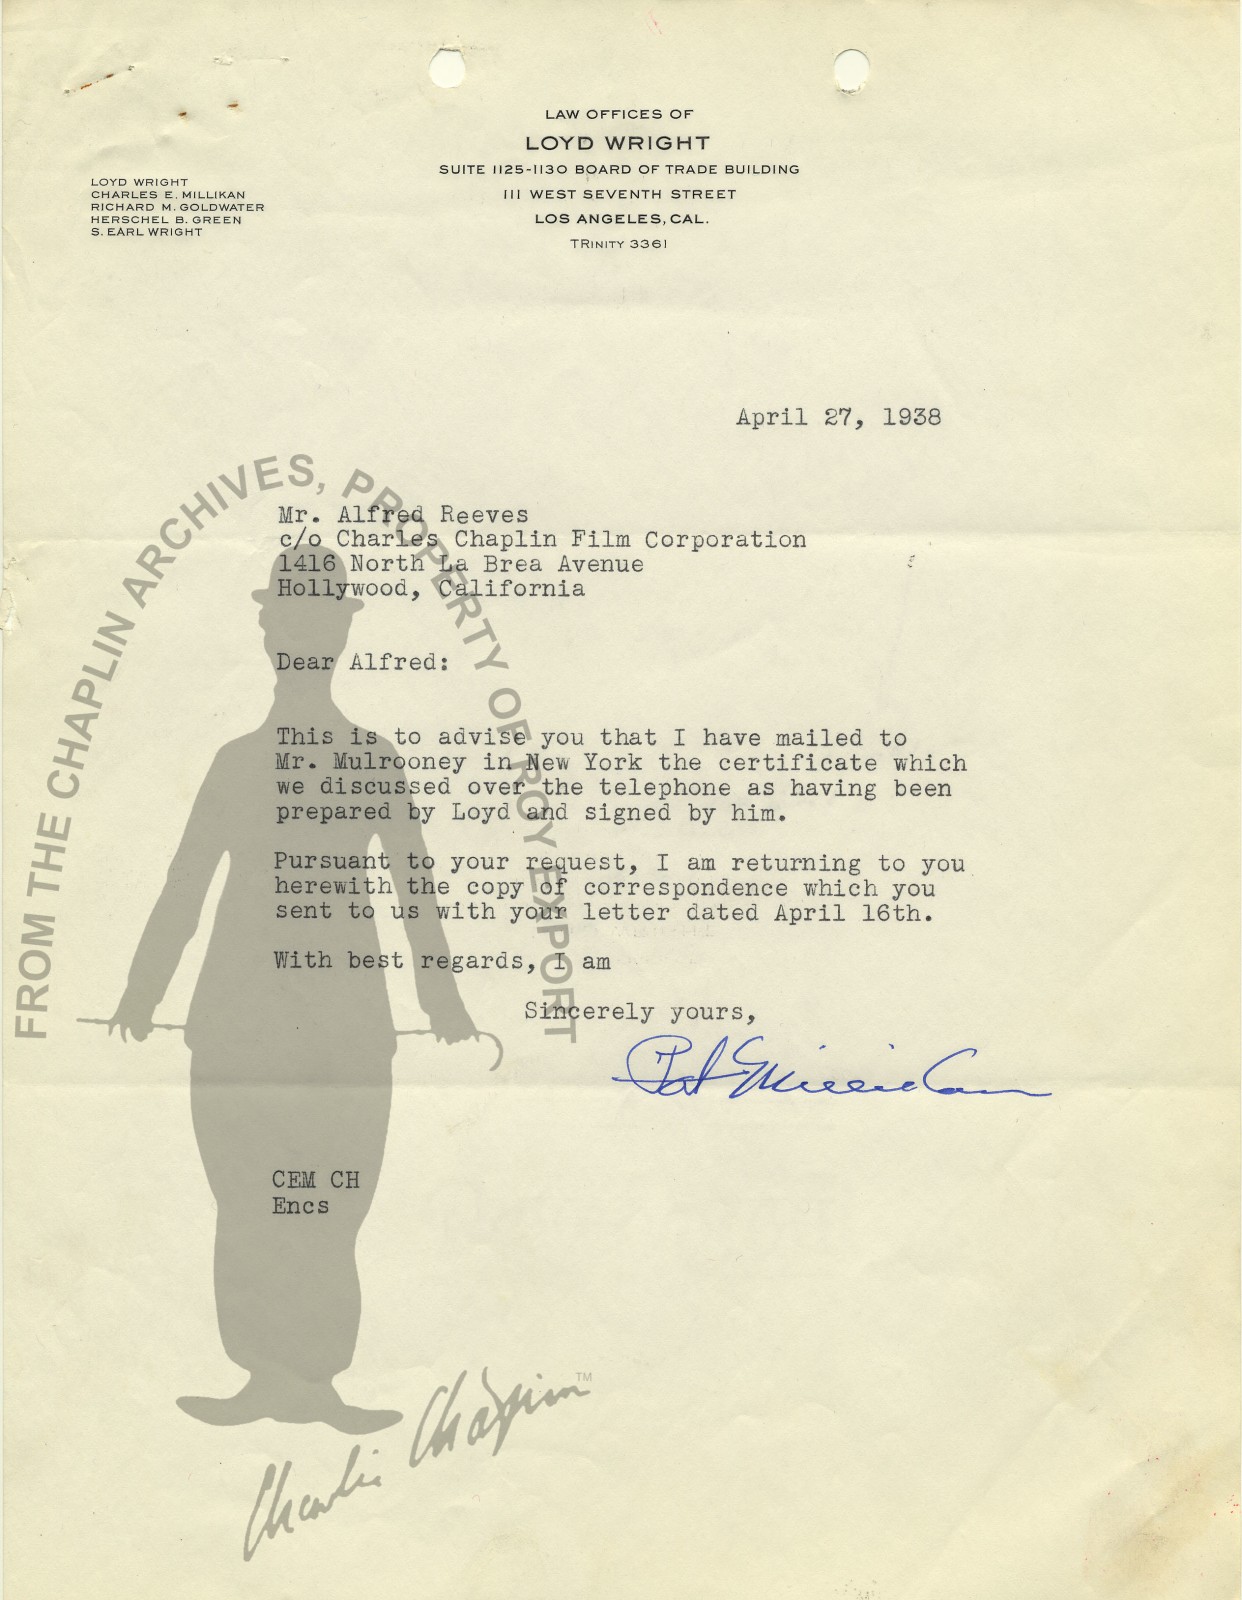 LAW OFFICES OF
LOYD WRIGHT
SUITE 1125-1130 BOARD OF TRADE BUILDING
111 WEST SEVENTH STREET
LOS ANGELES, CAL.
TRINITY 3361
LOYD WRIGHT
CHARLES E. MILLIKAN
RICHARD M. GOLDWATER
HERSCHEL B. GREEN
S. EARL WRIGHT
April 27, 1938
Mr. Alfred Reeves
c/o Charles Chaplin Film Corporation
1416 North La Brea Avenue
Hollywood, California
Dear Alfred:
This is to advise you that I have mailed to
Mr. Mulrooney in New York the certificate which
we discussed over the telephone as having been
prepared by Loyd and signed by him.
Pursuant to your request, I am returning to you
herewith the copy of correspondence which you
sent to us with your letter dated April 16th.
With best regards, I am
Sincerely yours,
Pat Millikan
CEM CH
Encs
FROM THE CHAPLIN ARCHIVES, PROPERTY OF ROY EXPORT
Charlie Chaplin TM